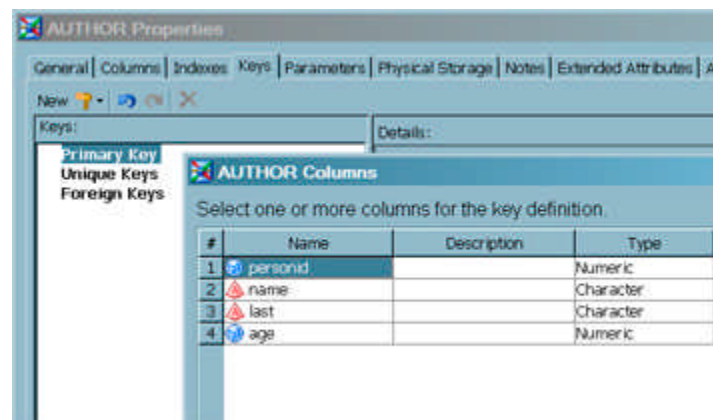 AUTHOR Properties
General Columns Indexes Keys Parameters Physical Storage Notes Extended Attributes A
New
Keys:
Details:
Primary Key
Unique Keys
Foreign Keys
AUTHOR Columns
Select one or more columns for the key definition.
# Name Description Type
1 personid Numeric
2 name Character
3 last Character
4 age Numeric